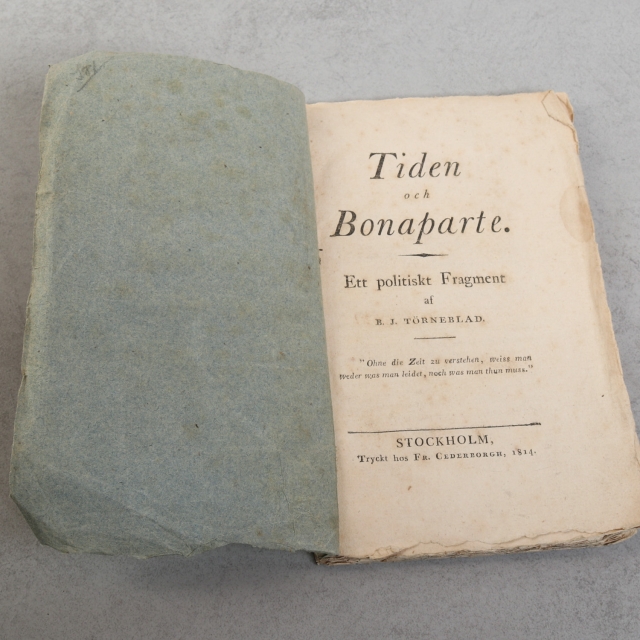 Tiden
och
Bonaparte.
Ett politiskt Fragment
af
R. I. TÖRNEBLAD.
"Ohne die Zeit zu verstehen, weiss man
weder was man leidet, noch was man thun muss."
STOCKHOLM,
Tryckt hos FR. CEDERBORGH, 1814.